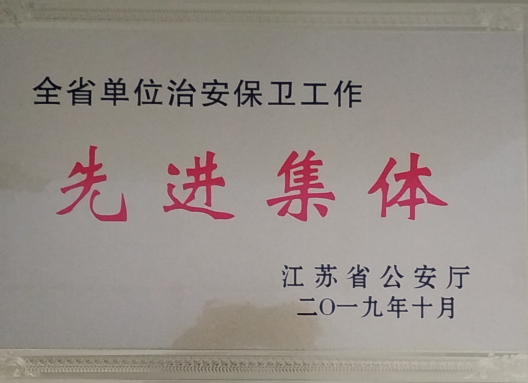 全省单位治安保卫工作
先进集体
江苏省公安厅
二〇一九年十月